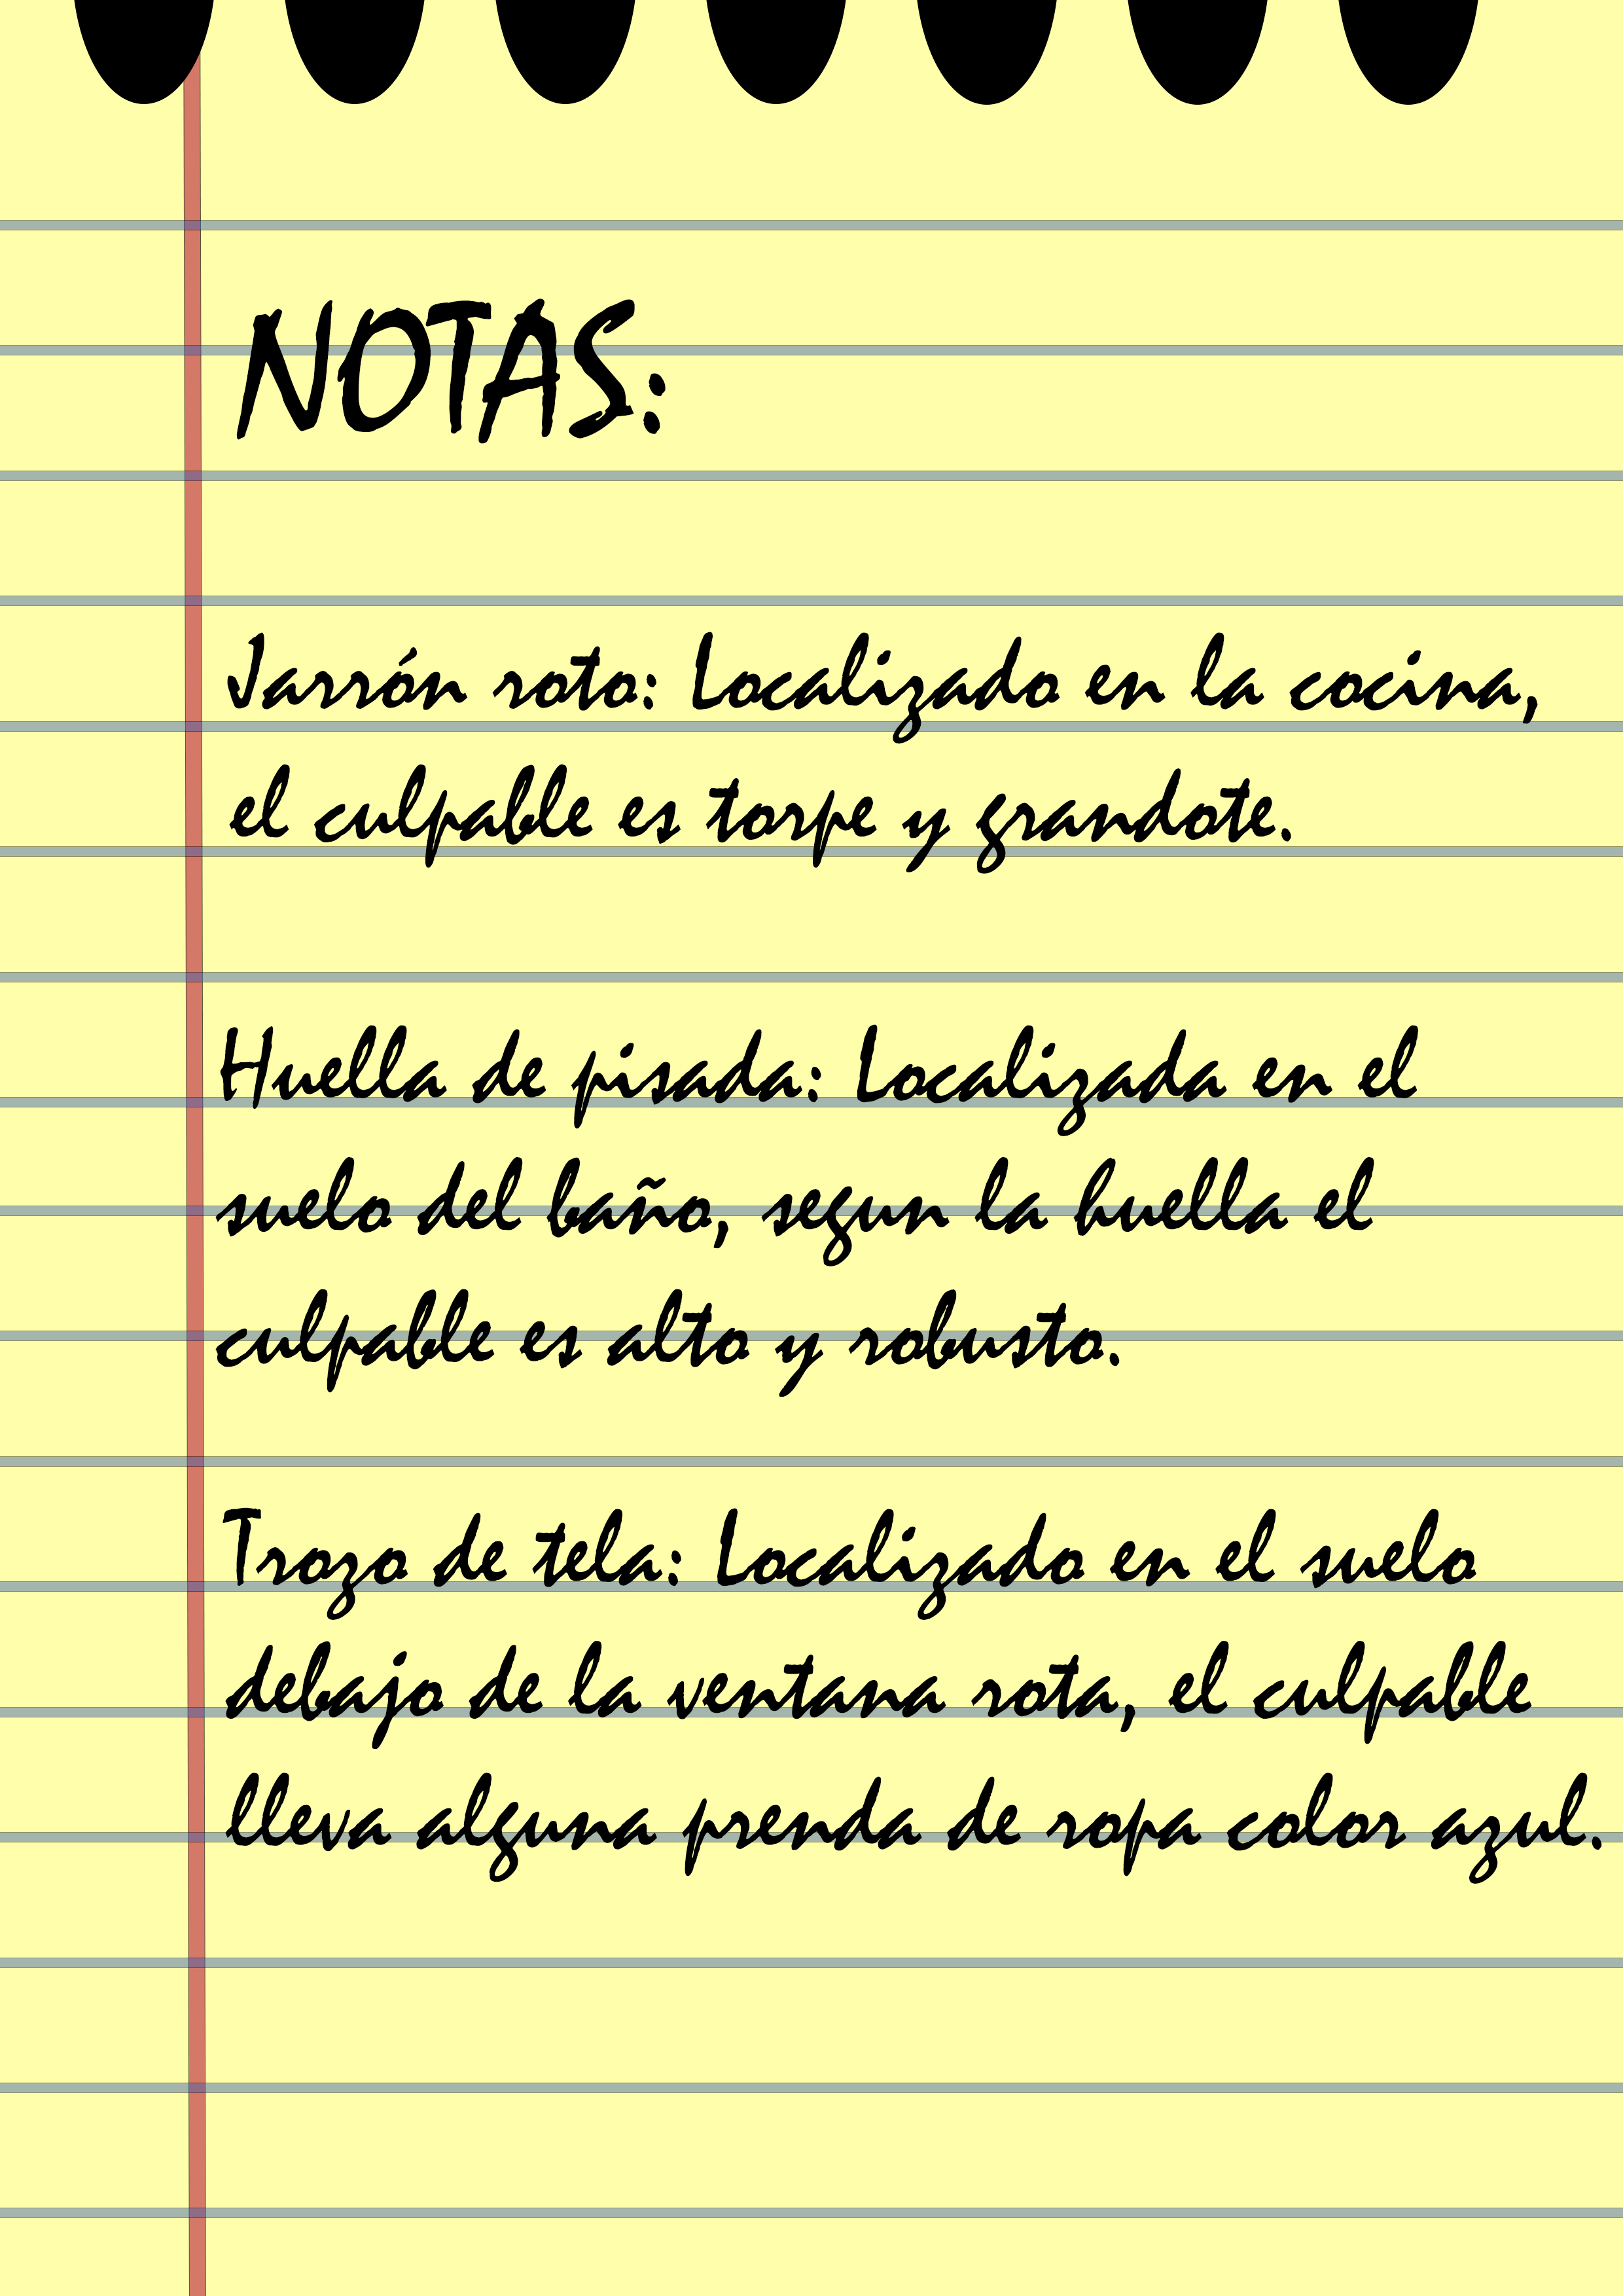 NOTAS:
Jarrón roto: Localizado en la cocina,
el culpable es torpe y grandote.
Huella de pisada: Localizada en el
suelo del baño, segun la huella el
culpable es alto y robusto.
Trozo de tela: Localizado en el suelo
debajo de la ventana rota, el culpable
lleva alguna prenda de ropa color azul.